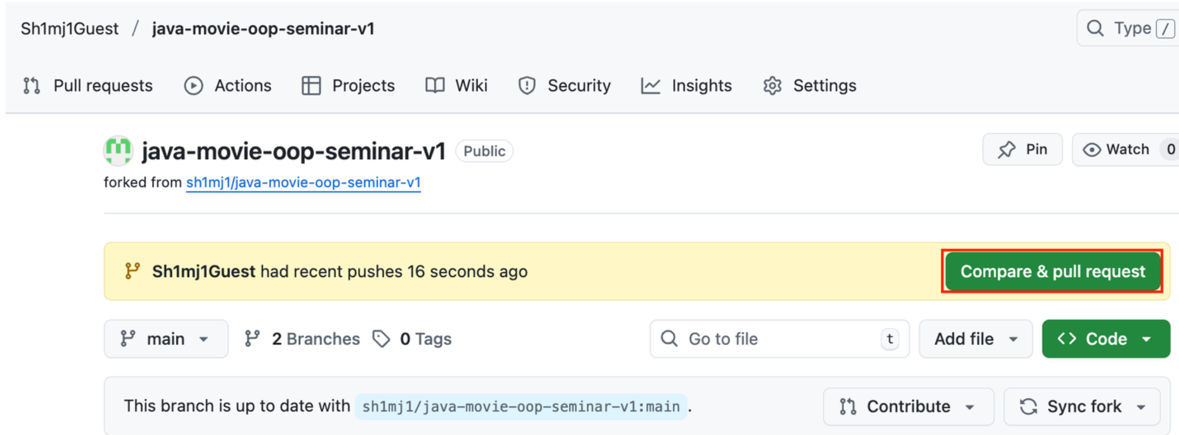 Sh1mj1Guest / java-movie-oop-seminar-v1 Type /
Pull requests Actions Projects Wiki Security Insights Settings
java-movie-oop-seminar-v1 Public Pin Watch 0
forked from sh1mj1/java-movie-oop-seminar-v1
Sh1mj1Guest had recent pushes 16 seconds ago Compare & pull request
main 2 Branches 0 Tags Go to file t Add file <> Code
This branch is up to date with sh1mj1/java-movie-oop-seminar-v1:main. Contribute Sync fork